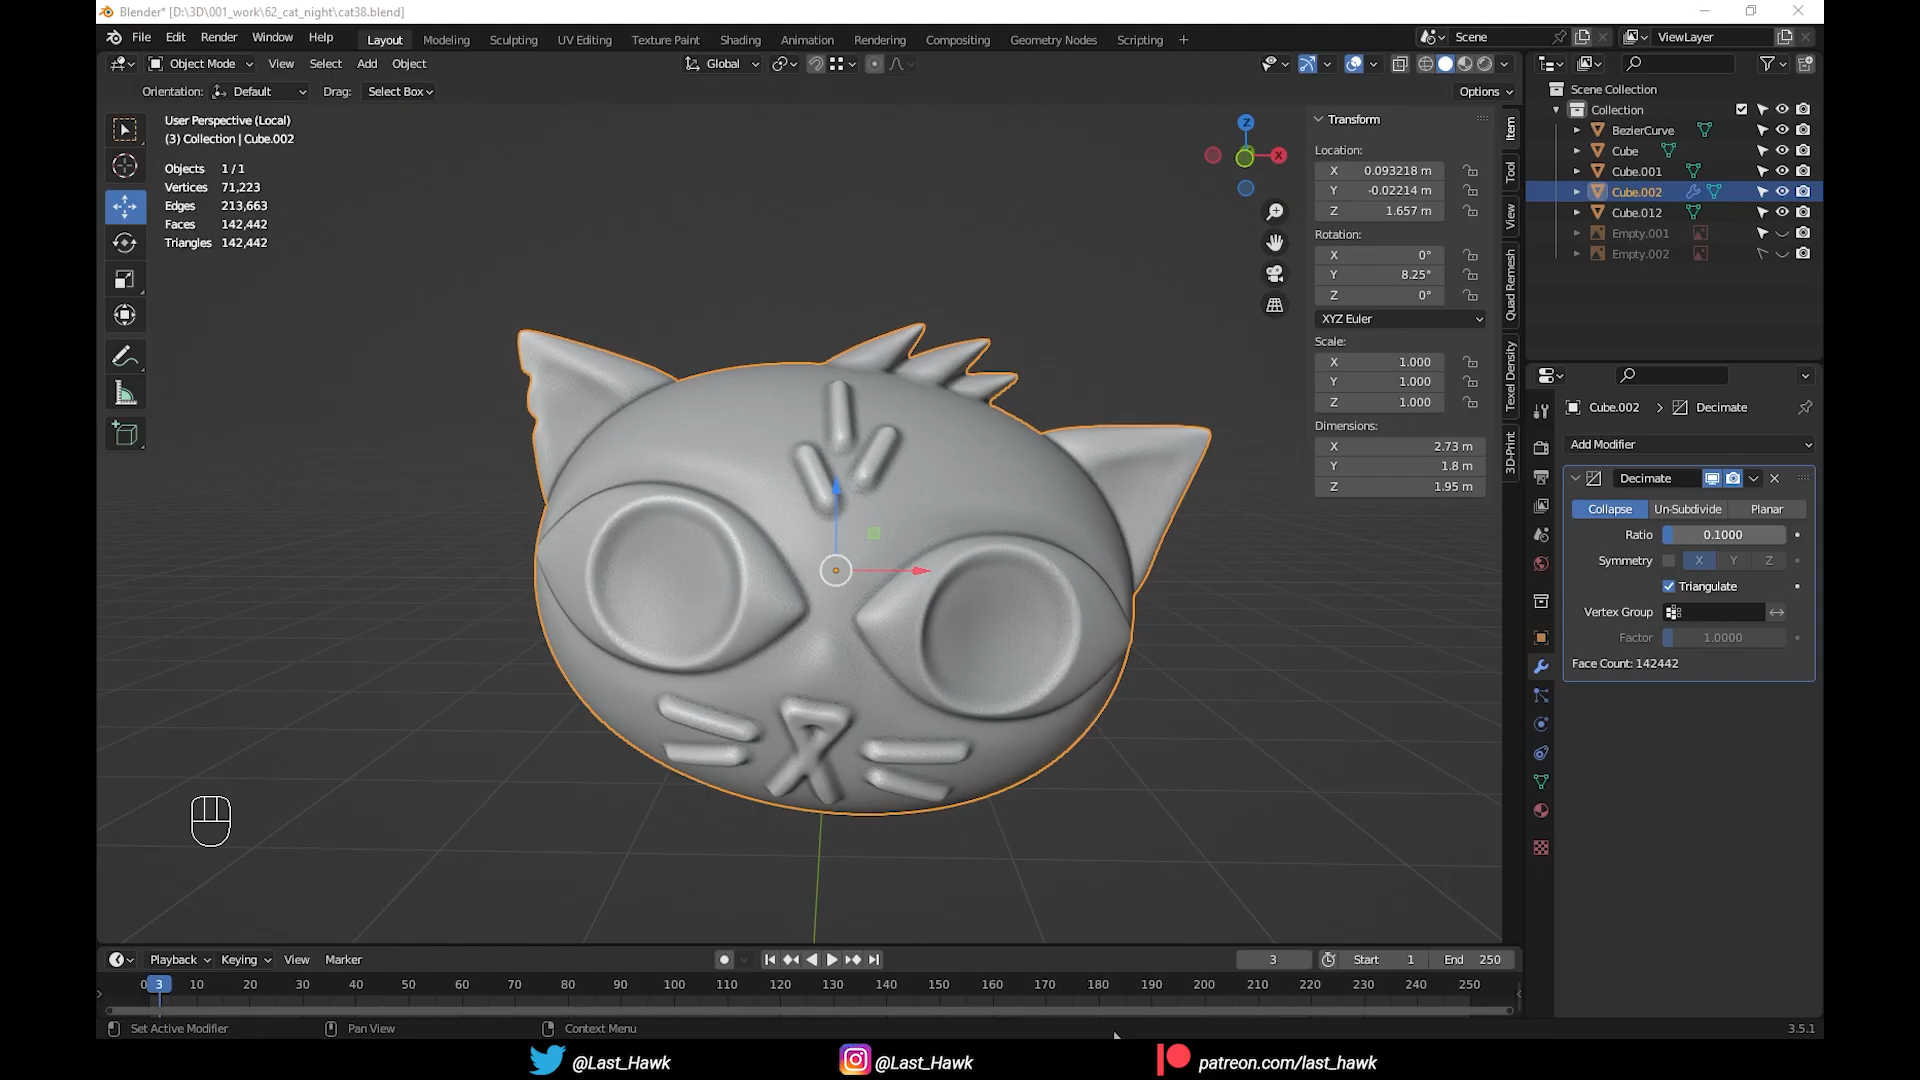 Blender* [D:\3D\001_work\62_cat_night\cat38.blend]
File Edit Render Window Help Layout Modeling Sculpting UV Editing Texture Paint Shading Animation Rendering Compositing Geometry Nodes Scripting + Scene ViewLayer
Object Mode View Select Add Object Global
Orientation: Default Drag: Select Box Options
User Perspective (Local)
(3) Collection | Cube.002
Objects 1 / 1
Vertices 71,223
Edges 213,663
Faces 142,442
Triangles 142,442
Z
X
Transform
Location:
X 0.093218 m
Y -0.02214 m
Z 1.657 m
Rotation:
X 0°
Y 8.25°
Z 0°
XYZ Euler
Scale:
X 1.000
Y 1.000
Z 1.000
Dimensions:
X 2.73 m
Y 1.8 m
Z 1.95 m
Item
Tool
View
Quad Remesh
Texel Density
3D-Print
Scene Collection
Collection
BezierCurve
Cube
Cube.001
Cube.002
Cube.012
Empty.001
Empty.002
Cube.002 > Decimate
Add Modifier
Decimate
Collapse Un-Subdivide Planar
Ratio 0.1000
Symmetry X Y Z
Triangulate
Vertex Group
Factor 1.0000
Face Count: 142442
Playback Keying View Marker 3 Start 1 End 250
0 3 10 20 30 40 50 60 70 80 90 100 110 120 130 140 150 160 170 180 190 200 210 220 230 240 250
Set Active Modifier Pan View Context Menu 3.5.1
@Last_Hawk @Last_Hawk patreon.com/last_hawk